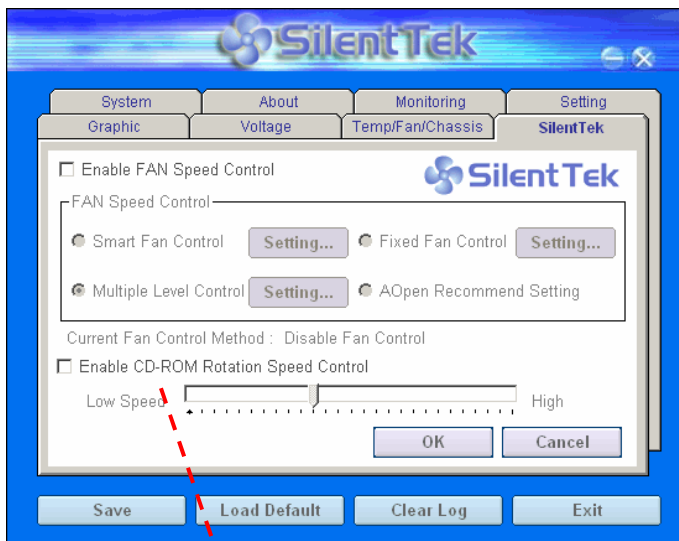 SilentTek
System About Monitoring Setting
Graphic Voltage Temp/Fan/Chassis SilentTek
Enable FAN Speed Control
SilentTek
FAN Speed Control
Smart Fan Control Setting... Fixed Fan Control Setting...
Multiple Level Control Setting... AOpen Recommend Setting
Current Fan Control Method : Disable Fan Control
Enable CD-ROM Rotation Speed Control
Low Speed High
OK Cancel
Save Load Default Clear Log Exit